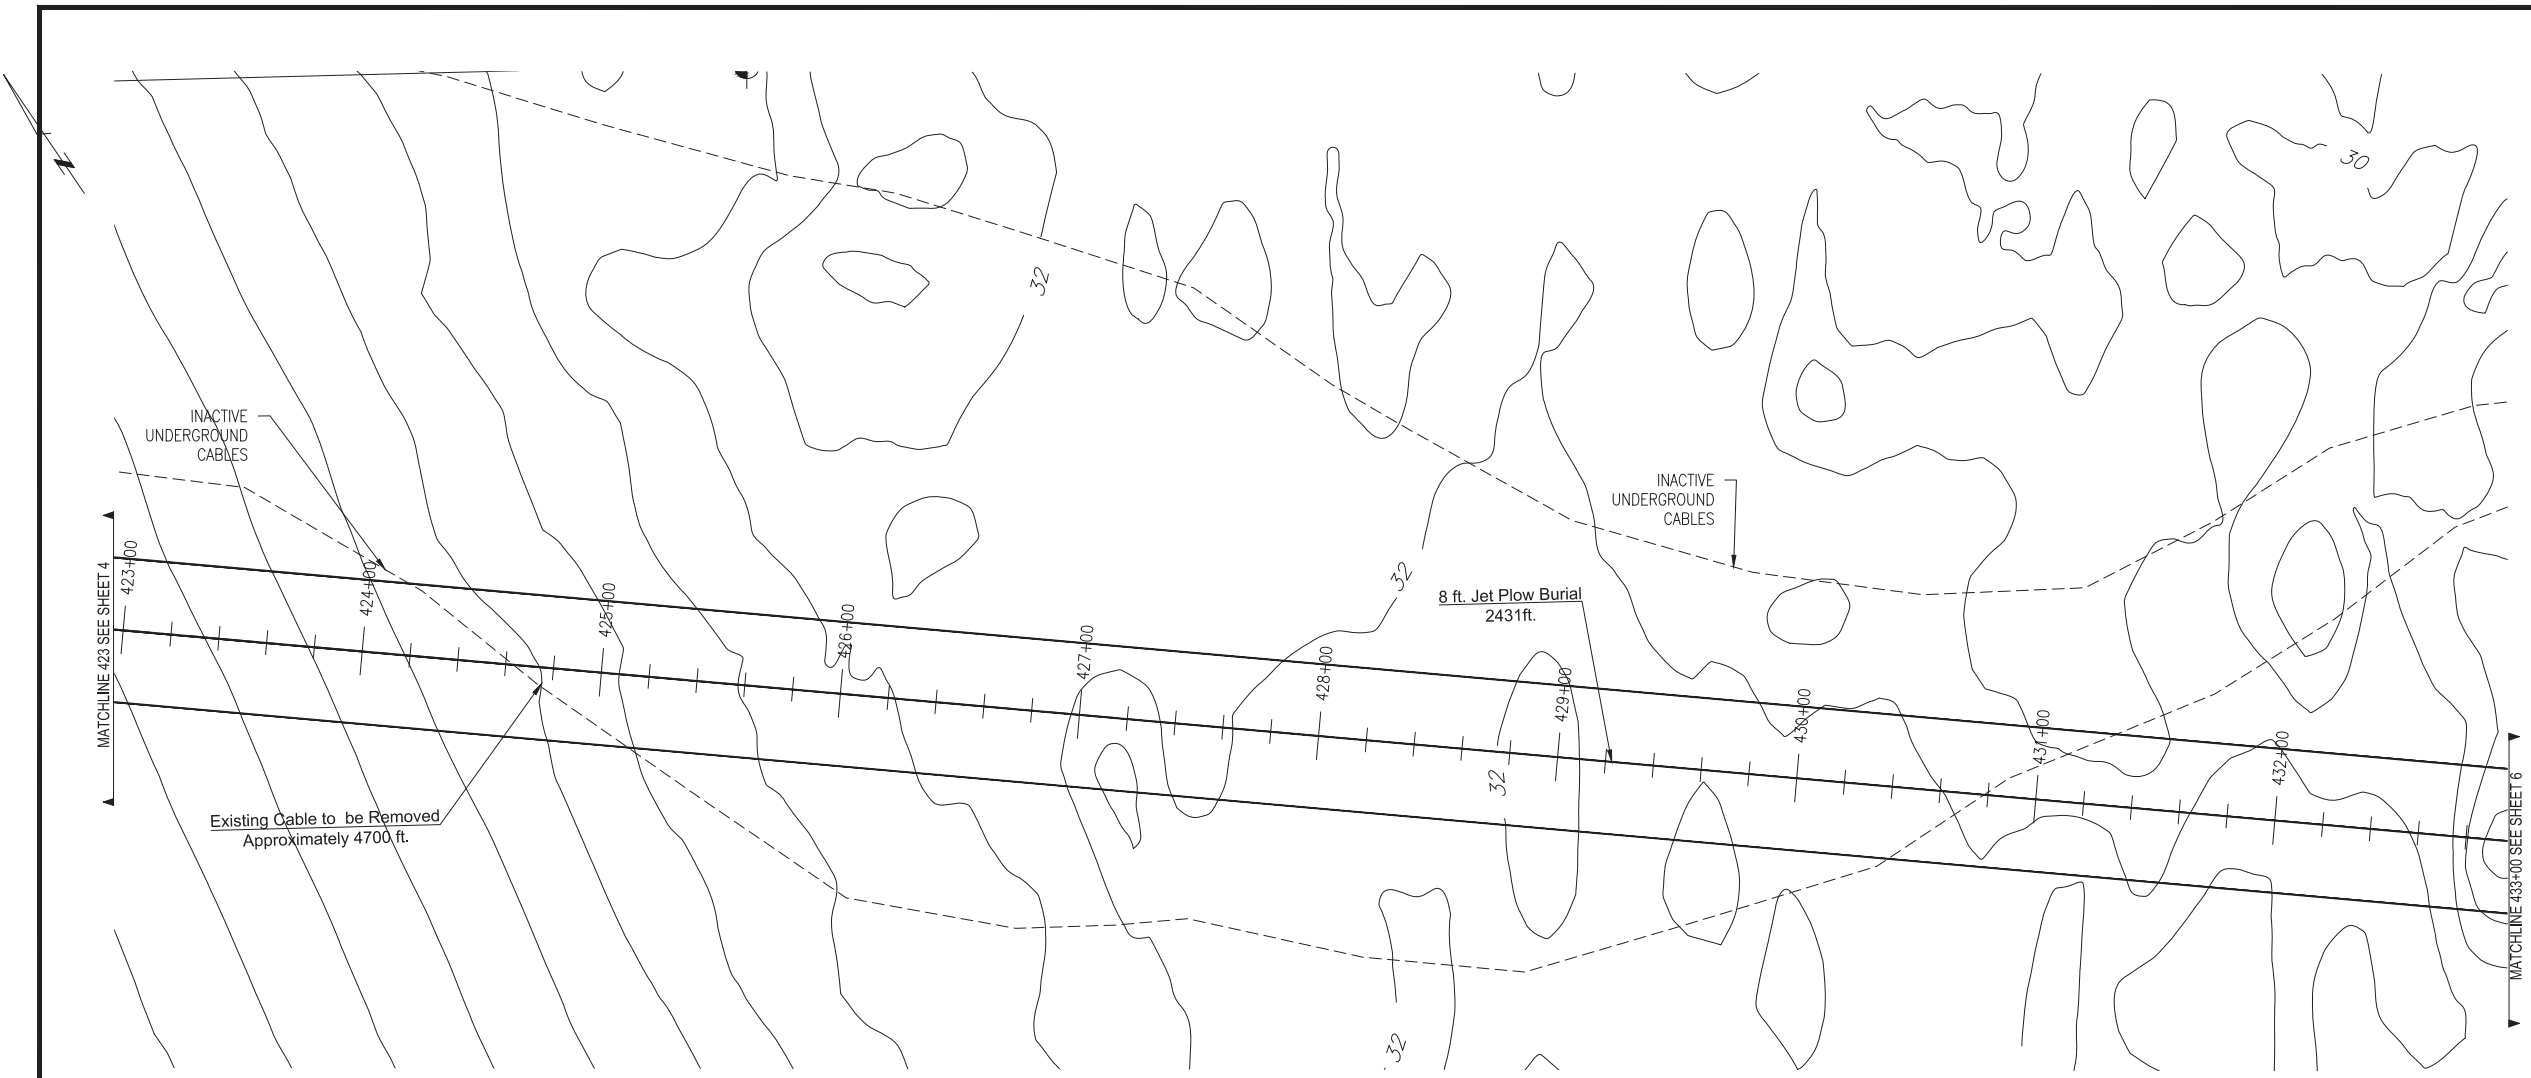 30
32
INACTIVE
UNDERGROUND
CABLES
INACTIVE
UNDERGROUND
CABLES
MATCHLINE 423 SEE SHEET 4
423+00
424+00
425+00
426+00
427+00
428+00
429+00
430+00
431+00
432+00
32
8 ft. Jet Plow Burial
2431ft.
32
Existing Cable to be Removed
Approximately 4700 ft.
MATCHLINE 433+00 SEE SHEET 6
32